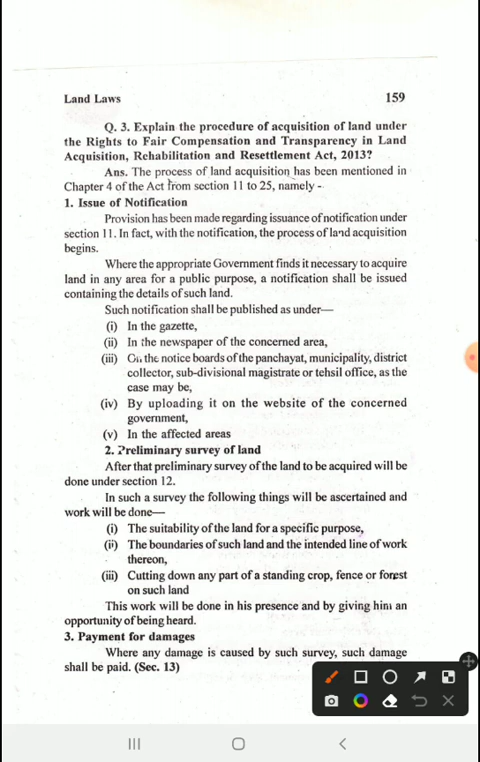 Land Laws 159
Q. 3. Explain the procedure of acquisition of land under
the Rights to Fair Compensation and Transparency in Land
Acquisition, Rehabilitation and Resettlement Act, 2013?
Ans. The process of land acquisition has been mentioned in
Chapter 4 of the Act from section 11 to 25, namely -
1. Issue of Notification
Provision has been made regarding issuance of notification under
section 11. In fact, with the notification, the process of land acquisition
begins.
Where the appropriate Government finds it necessary to acquire
land in any area for a public purpose, a notification shall be issued
containing the details of such land.
Such notification shall be published as under—
(i) In the gazette,
(ii) In the newspaper of the concerned area,
(iii) On the notice boards of the panchayat, municipality, district
collector, sub-divisional magistrate or tehsil office, as the
case may be,
(iv) By uploading it on the website of the concerned
government,
(v) In the affected areas
2. Preliminary survey of land
After that preliminary survey of the land to be acquired will be
done under section 12.
In such a survey the following things will be ascertained and
work will be done—
(i) The suitability of the land for a specific purpose,
(ii) The boundaries of such land and the intended line of work
thereon,
(iii) Cutting down any part of a standing crop, fence or forest
on such land
This work will be done in his presence and by giving him an
opportunity of being heard.
3. Payment for damages
Where any damage is caused by such survey, such damage
shall be paid. (Sec. 13)